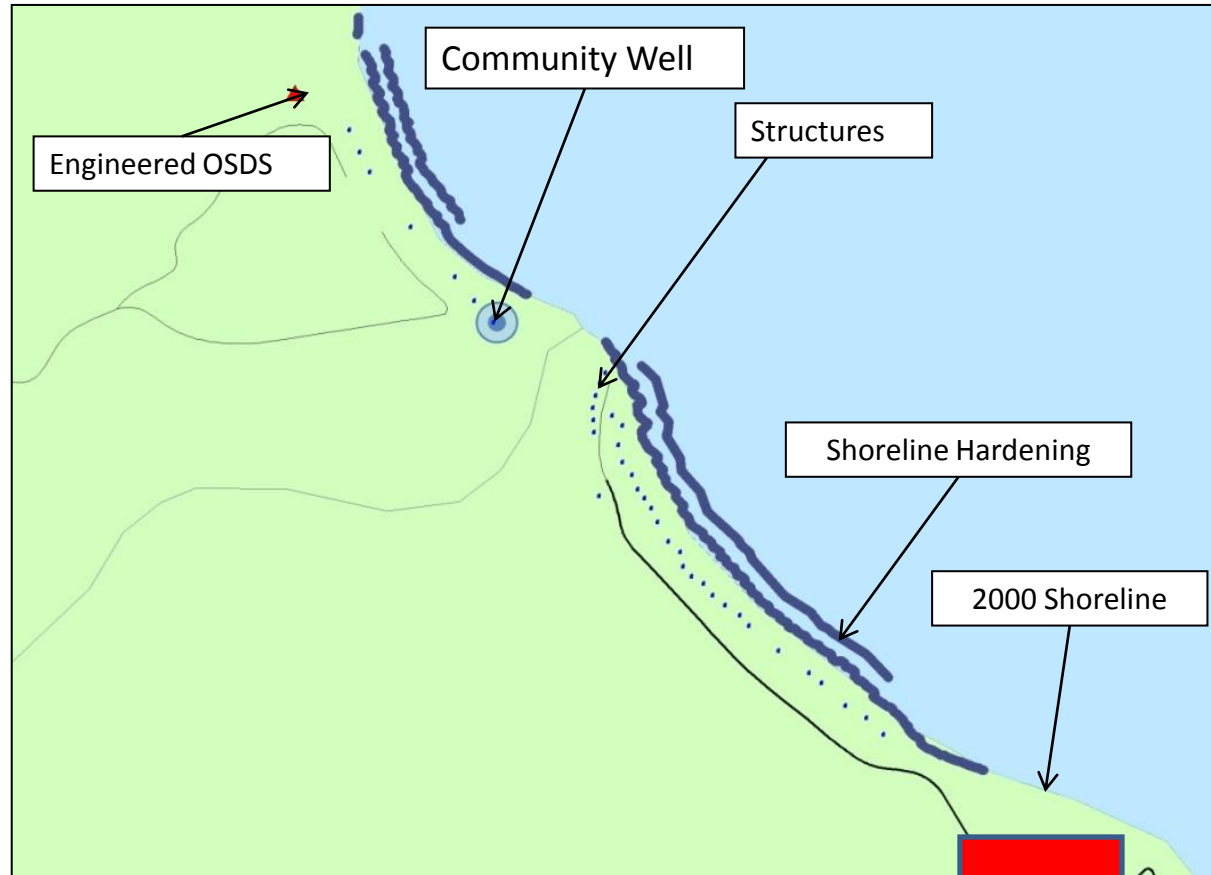 Community Well
Structures
Engineered OSDS
Shoreline Hardening
2000 Shoreline